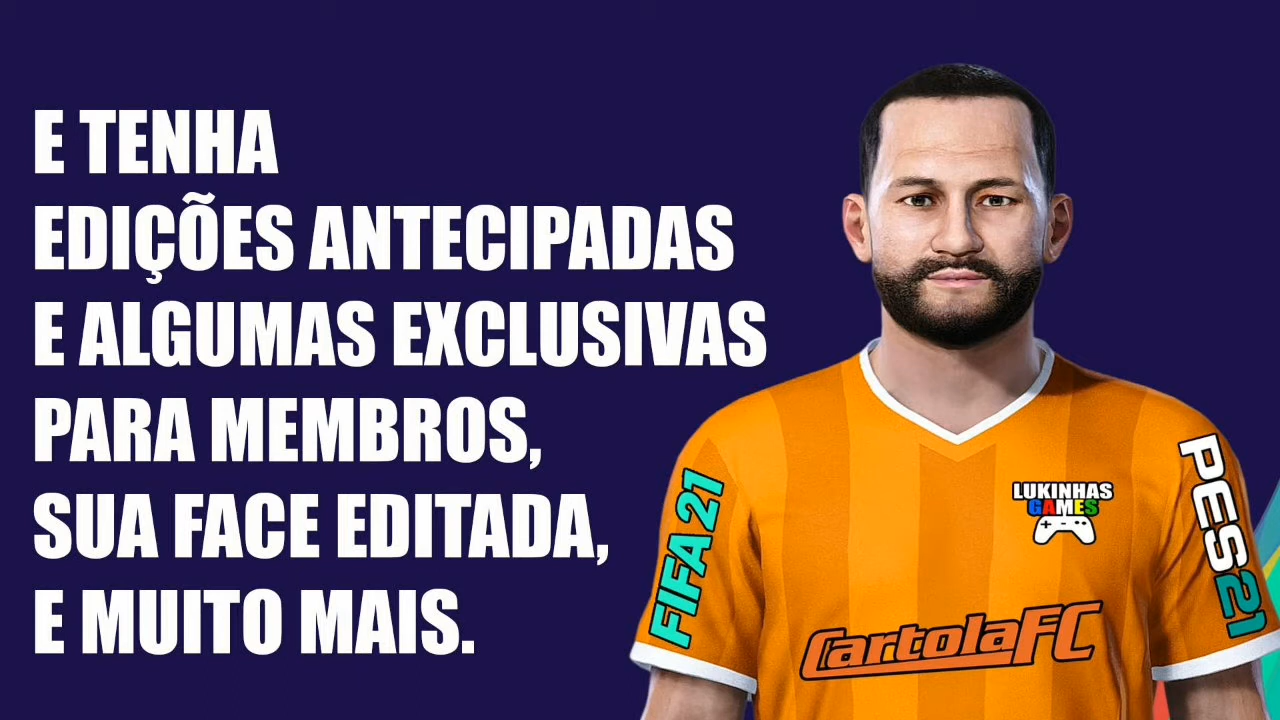 E TENHA
EDIÇÕES ANTECIPADAS
E ALGUMAS EXCLUSIVAS
PARA MEMBROS,
SUA FACE EDITADA,
E MUITO MAIS.
FIFA 21
LUKINHAS
GAMES
PES21
CartolaFC